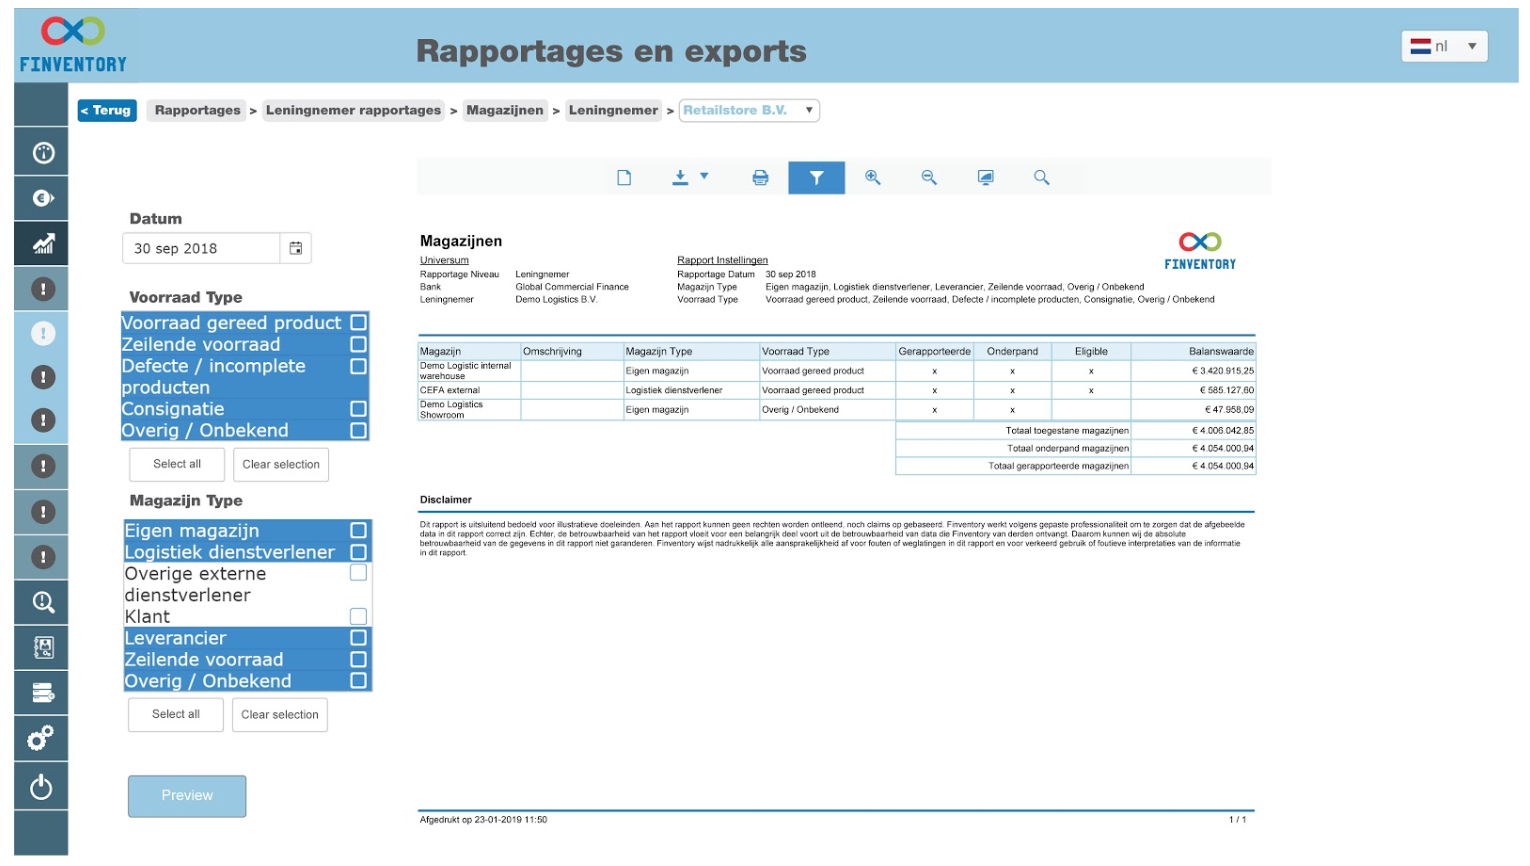 FINVENTORY
Rapportages en exports
nl
< Terug Rapportages > Leningnemer rapportages > Magazijnen > Leningnemer > Retailstore B.V.
Datum
30 sep 2018
Voorraad Type
Voorraad gereed product
Zeilende voorraad
Defecte / incomplete
producten
Consignatie
Overig / Onbekend
Select all Clear selection
Magazijn Type
Eigen magazijn
Logistiek dienstverlener
Overige externe
dienstverlener
Klant
Leverancier
Zeilende voorraad
Overig / Onbekend
Select all Clear selection
Preview
Magazijnen
FINVENTORY
Universum Rapport Instellingen
Rapportage Niveau Leningnemer Rapportage Datum 30 sep 2018
Bank Global Commercial Finance Magazijn Type Eigen magazijn, Logistiek dienstverlener, Leverancier, Zeilende voorraad, Overig / Onbekend
Leningnemer Demo Logistics B.V. Voorraad Type Voorraad gereed product, Zeilende voorraad, Defecte / incomplete producten, Consignatie, Overig / Onbekend
Magazijn Omschrijving Magazijn Type Voorraad Type Gerapporteerde Onderpand Eligible Balanswaarde
Demo Logistic internal
warehouse Eigen magazijn Voorraad gereed product x x x € 3.420.915,25
CEFA external Logistiek dienstverlener Voorraad gereed product x x x € 585.127,60
Demo Logistics
Showroom Eigen magazijn Overig / Onbekend x x € 47.958,09
Totaal toegestane magazijnen € 4.006.042,85
Totaal onderpand magazijnen € 4.054.000,94
Totaal gerapporteerde magazijnen € 4.054.000,94
Disclaimer
Dit rapport is uitsluitend bedoeld voor illustratieve doeleinden. Aan het rapport kunnen geen rechten worden ontleend, noch claims op gebaseerd. Finventory werkt volgens gepaste professionaliteit om te zorgen dat de afgebeelde
data in dit rapport correct zijn. Echter, de betrouwbaarheid van het rapport vloeit voor een belangrijk deel voort uit de betrouwbaarheid van data die Finventory van derden ontvangt. Daarom kunnen wij de absolute
betrouwbaarheid van de gegevens in dit rapport niet garanderen. Finventory wijst nadrukkelijk alle aansprakelijkheid af voor fouten of weglatingen in dit rapport en voor verkeerd gebruik of foutieve interpretaties van de informatie
in dit rapport.
Afgedrukt op 23-01-2019 11:50 1 / 1